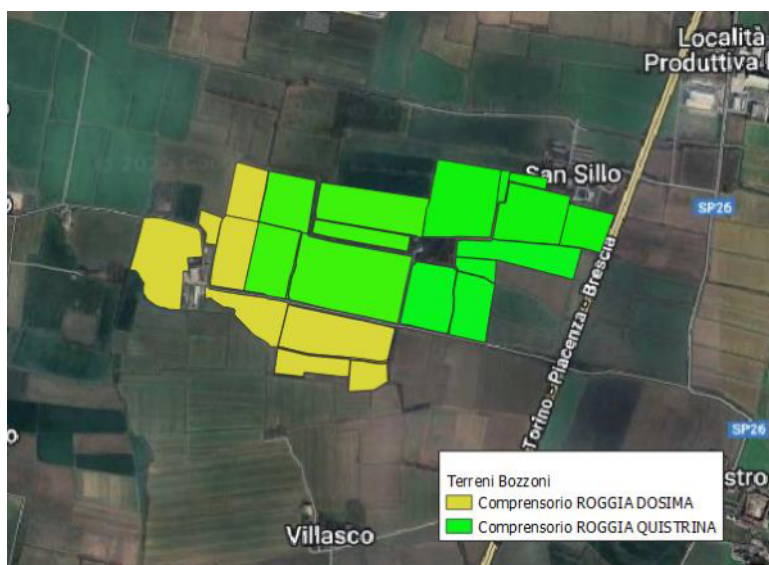 Località
Produttiva
San Sillo
SP26
Torino - Piacenza - Brescia
SP26
stro
Villasco
Terreni Bozzoni
Comprensorio ROGGIA DOSIMA
Comprensorio ROGGIA QUISTRINA